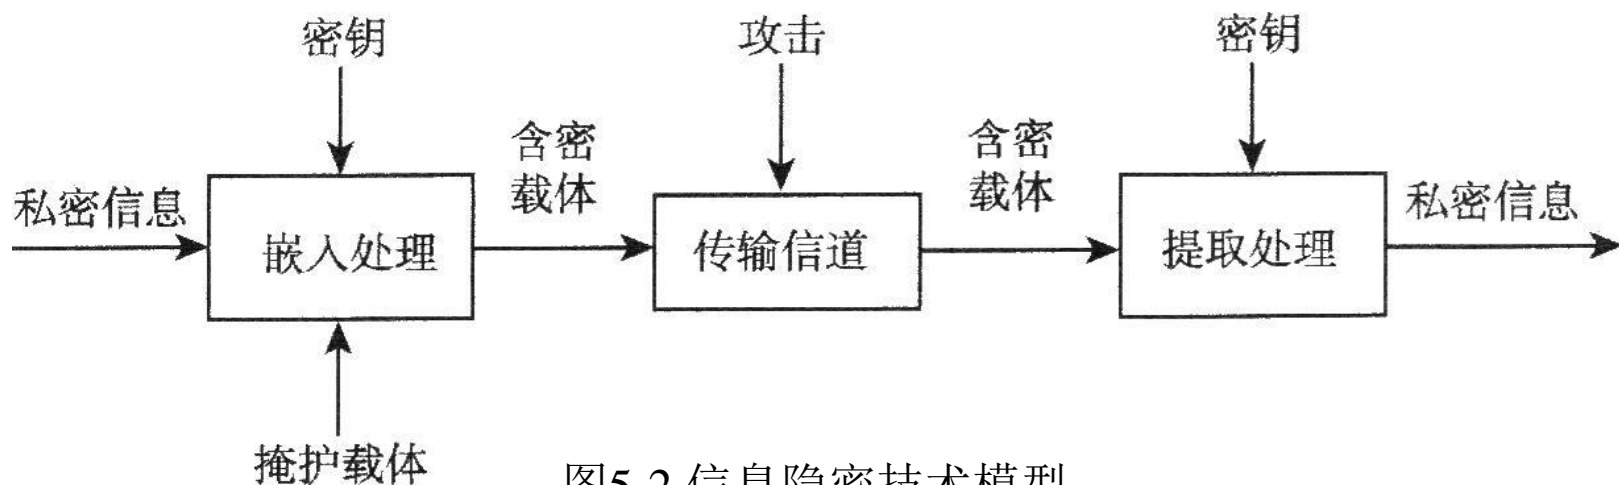 密钥
攻击
密钥
含密
载体
含密
载体
私密信息
嵌入处理
传输信道
提取处理
私密信息
掩护载体
图5.2 信息隐密技术模型